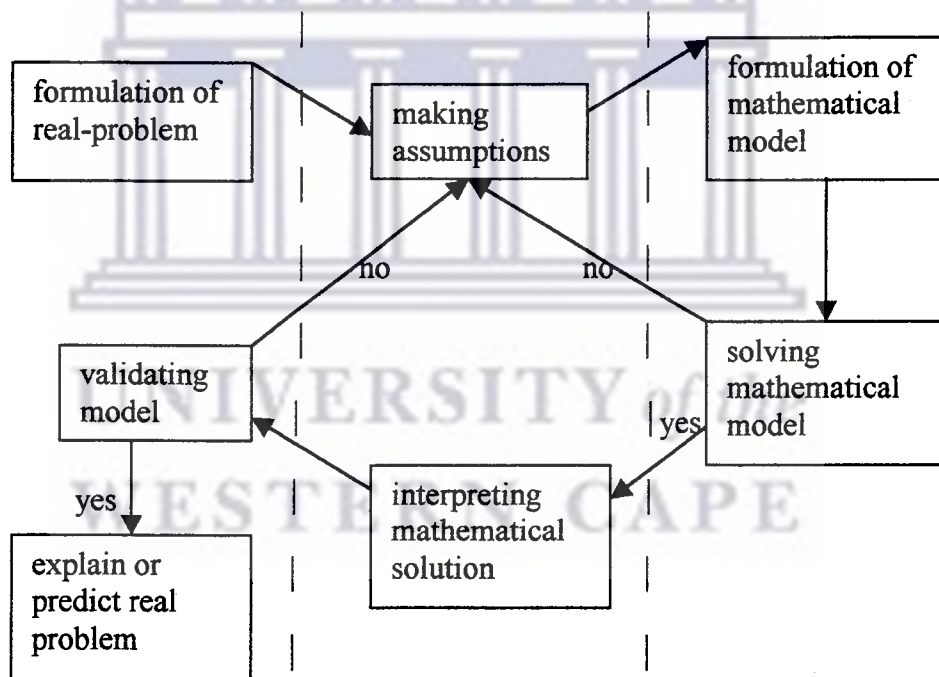 formulation of
real-problem
making
assumptions
formulation of
mathematical
model
no
no
validating
model
solving
mathematical
model
yes
yes
interpreting
mathematical
solution
explain or
predict real
problem
UNIVERSITY of the
WESTERN CAPE